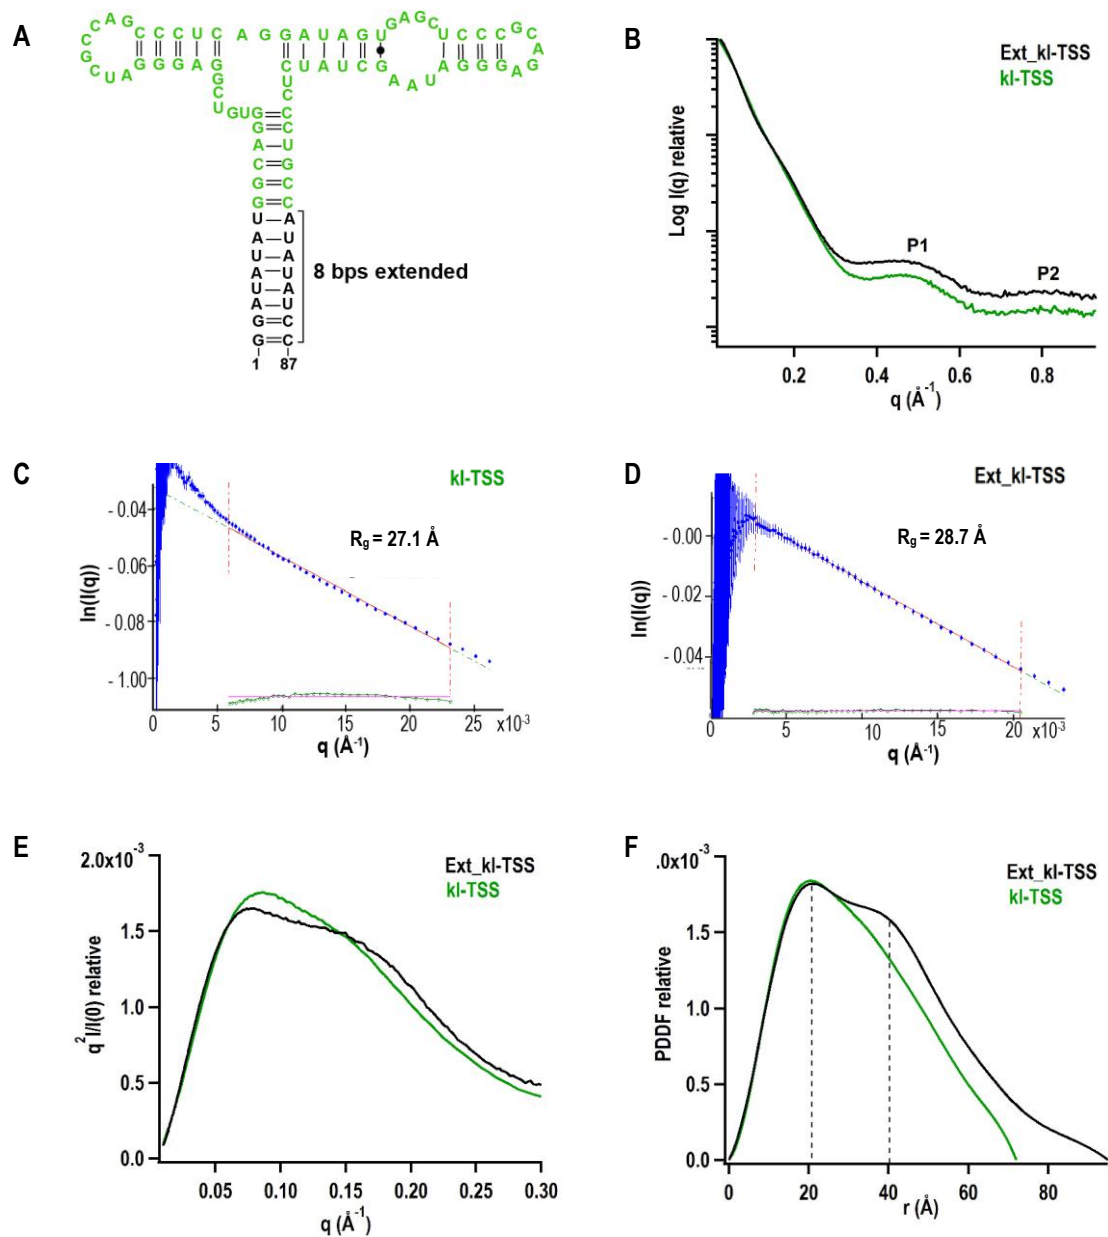 A
CCAGCCCUCAGGAUAGUGAGCUCCCGCAG
CCGCUAGGGAUAUCGAAUAGGGA
GGCUGUGGACGGUAUAUAGG
CUCCCUGCCAUAUAUCC
8 bps extended
1 87
B
Ext_kl-TSS
kl-TSS
P1
P2
Log I(q) relative
0.2 0.4 0.6 0.8
q (Å⁻¹)
C
kl-TSS
Rg = 27.1 Å
ln(I(q))
- 0.04
- 0.06
- 0.08
- 1.00
0 5 10 15 20 25 x10⁻³
q (Å⁻¹)
D
Ext_kl-TSS
Rg = 28.7 Å
ln(I(q))
- 0.00
- 0.02
- 0.04
0 5 10 15 20 x10⁻³
q (Å⁻¹)
E
2.0x10⁻³
Ext_kl-TSS
kl-TSS
q²I/I(0) relative
1.5
1.0
0.5
0.0
0.05 0.10 0.15 0.20 0.25 0.30
q (Å⁻¹)
F
.0x10⁻³
Ext_kl-TSS
kl-TSS
PDDF relative
1.5
1.0
0.5
0.0
0 20 40 60 80
r (Å)